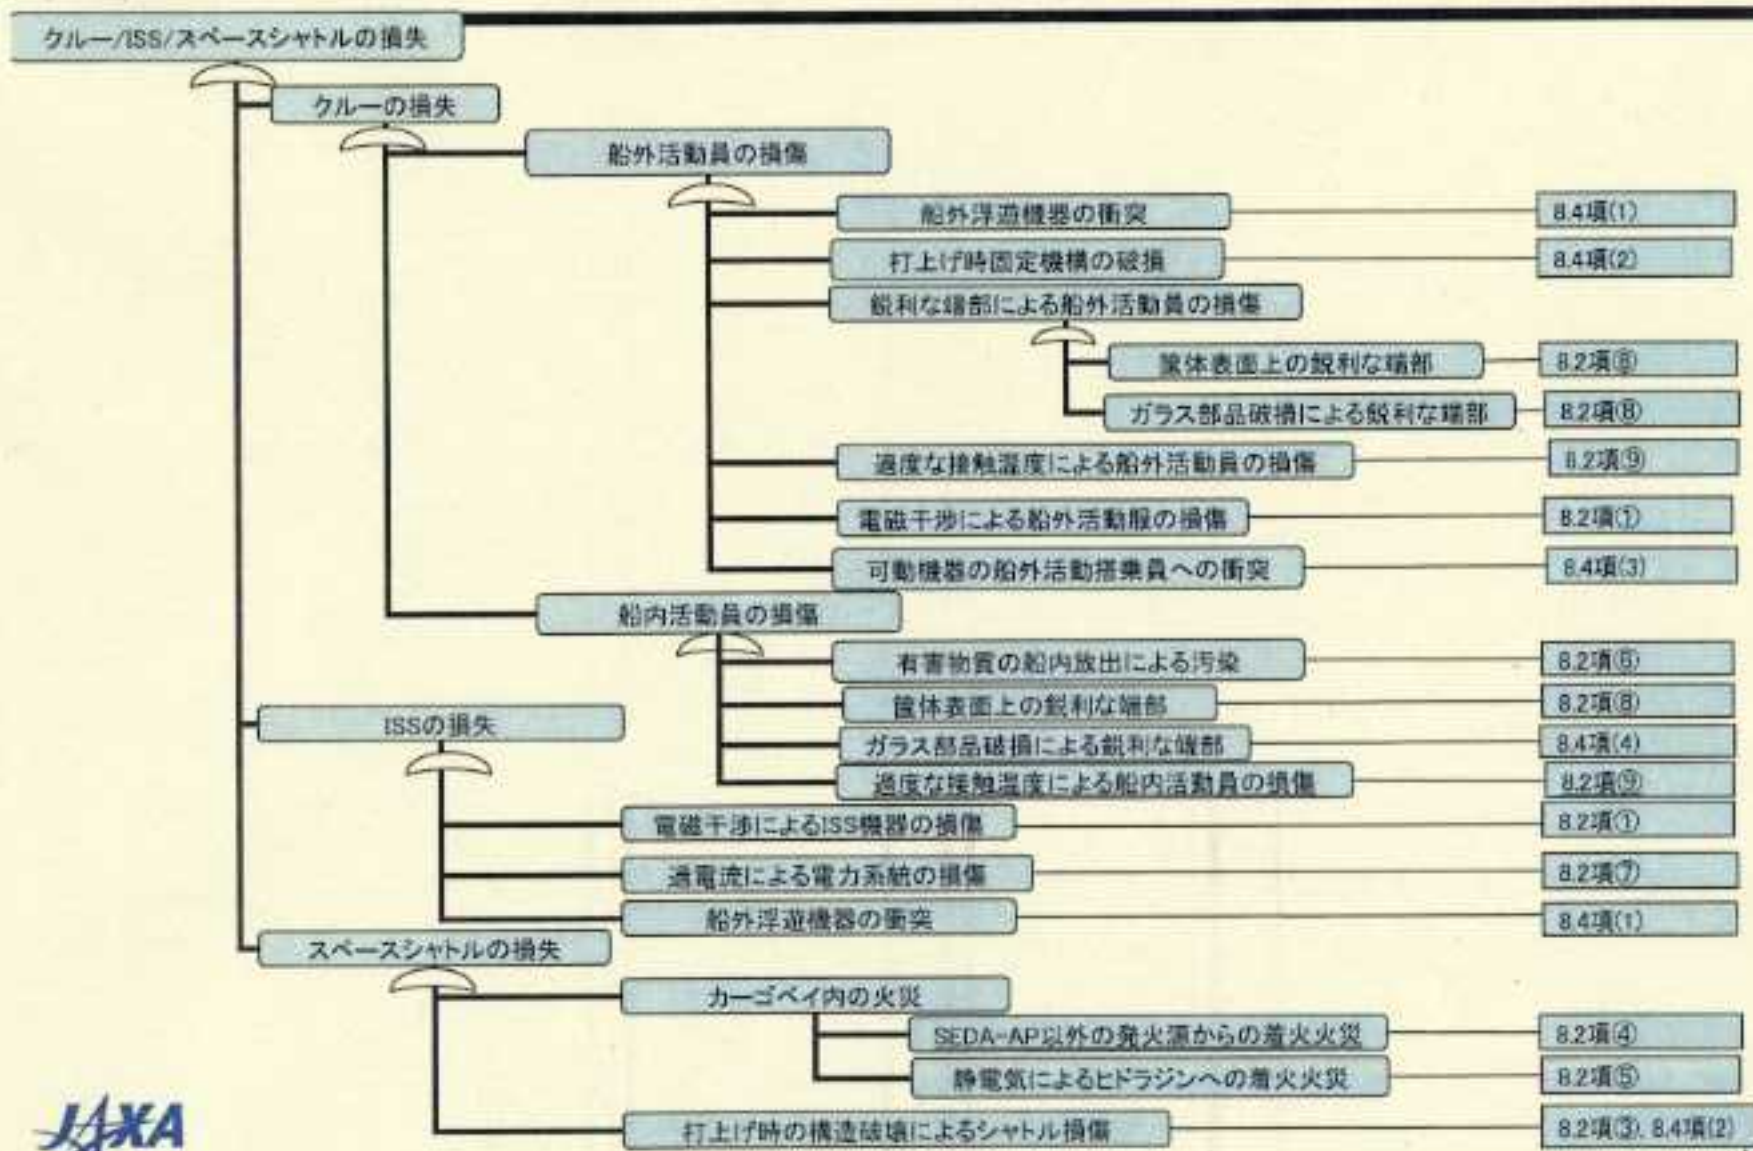 クルー/ISS/スペースシャトルの損失
クルーの損失
船外活動員の損傷
船外浮遊機器の衝突 8.4項(1)
打上げ時固定機構の破損 8.4項(2)
鋭利な端部による船外活動員の損傷
筐体表面上の鋭利な端部 8.2項⑧
ガラス部品破損による鋭利な端部 8.2項⑧
過度な接触温度による船外活動員の損傷 8.2項⑨
電磁干渉による船外活動服の損傷 8.2項①
可動機器の船外活動搭乗員への衝突 8.4項(3)
船内活動員の損傷
有害物質の船内放出による汚染 8.2項⑥
筐体表面上の鋭利な端部 8.2項⑧
ガラス部品破損による鋭利な端部 8.4項(4)
過度な接触温度による船内活動員の損傷 8.2項⑨
ISSの損失
電磁干渉によるISS機器の損傷 8.2項①
過電流による電力系統の損傷 8.2項⑦
船外浮遊機器の衝突 8.4項(1)
スペースシャトルの損失
カーゴベイ内の火災
SEDA-AP以外の発火源からの着火火災 8.2項④
静電気によるヒドラジンへの着火火災 8.2項⑤
打上げ時の構造破壊によるシャトル損傷 8.2項③、8.4項(2)
JAXA